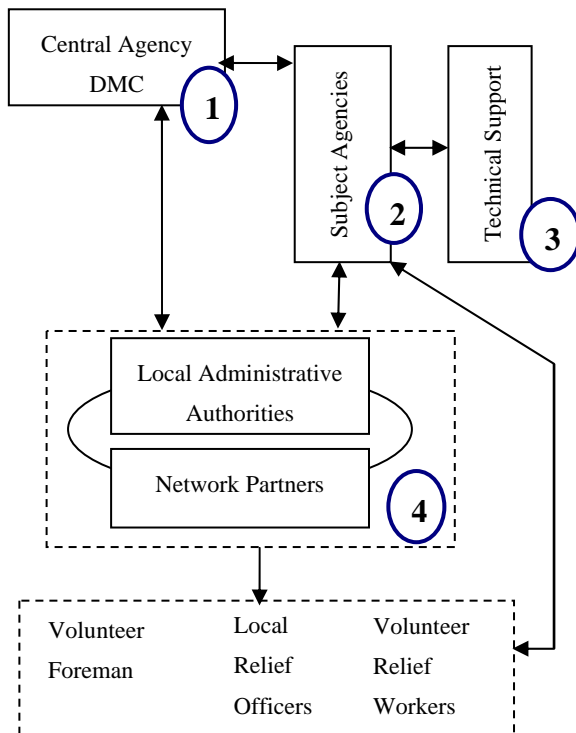 Central Agency
DMC
1
Subject Agencies
2
Technical Support
3
Local Administrative
Authorities
Network Partners
4
Volunteer
Foreman
Local
Relief
Officers
Volunteer
Relief
Workers